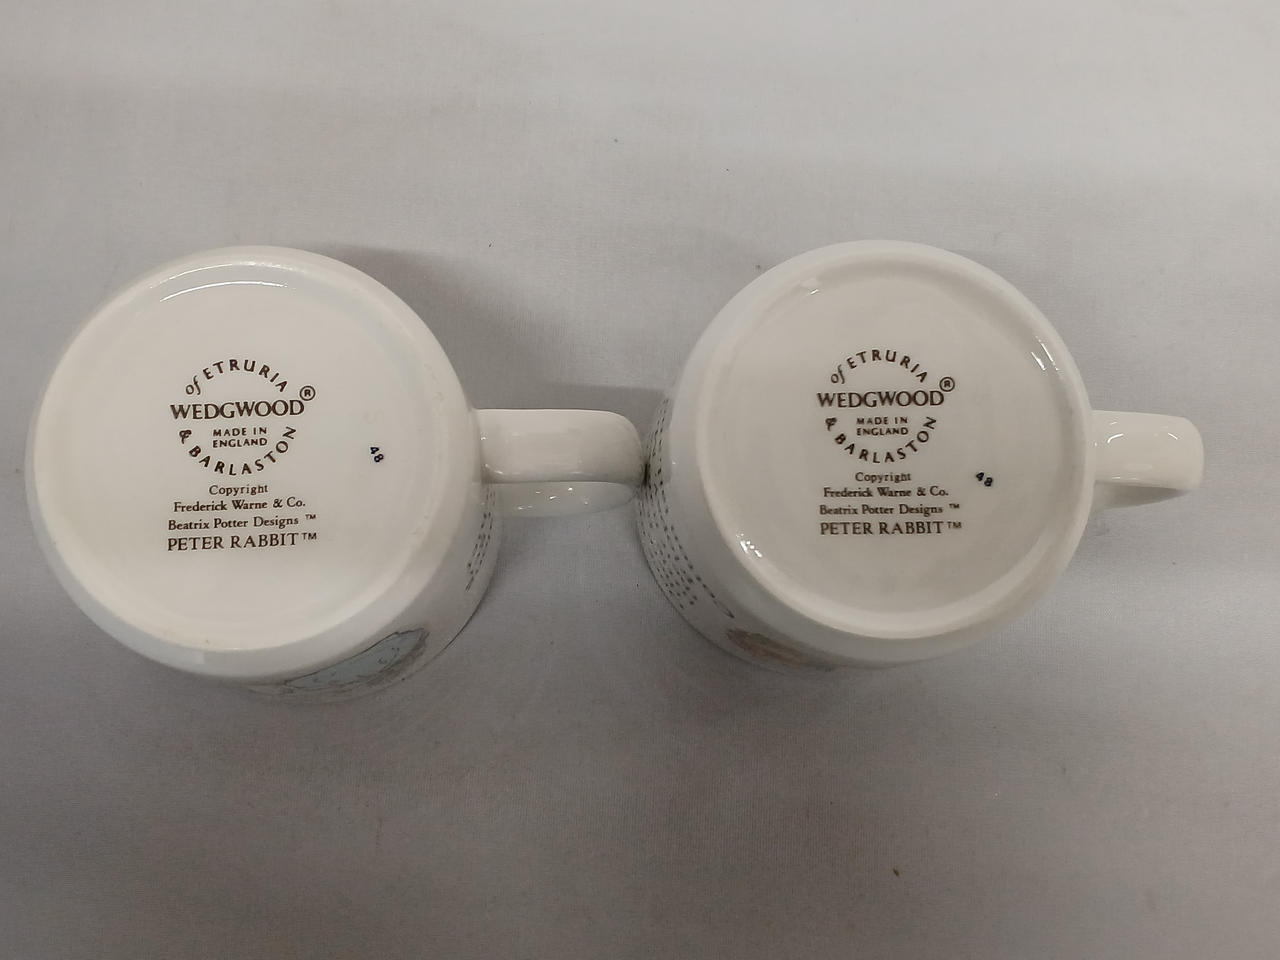 of ETRURIA
WEDGWOOD®
MADE IN
ENGLAND
& BARLASTON
Copyright
Frederick Warne & Co.
Beatrix Potter Designs ™
PETER RABBIT™
48
of ETRURIA
WEDGWOOD®
MADE IN
ENGLAND
& BARLASTON
Copyright
Frederick Warne & Co.
Beatrix Potter Designs ™
PETER RABBIT™
48